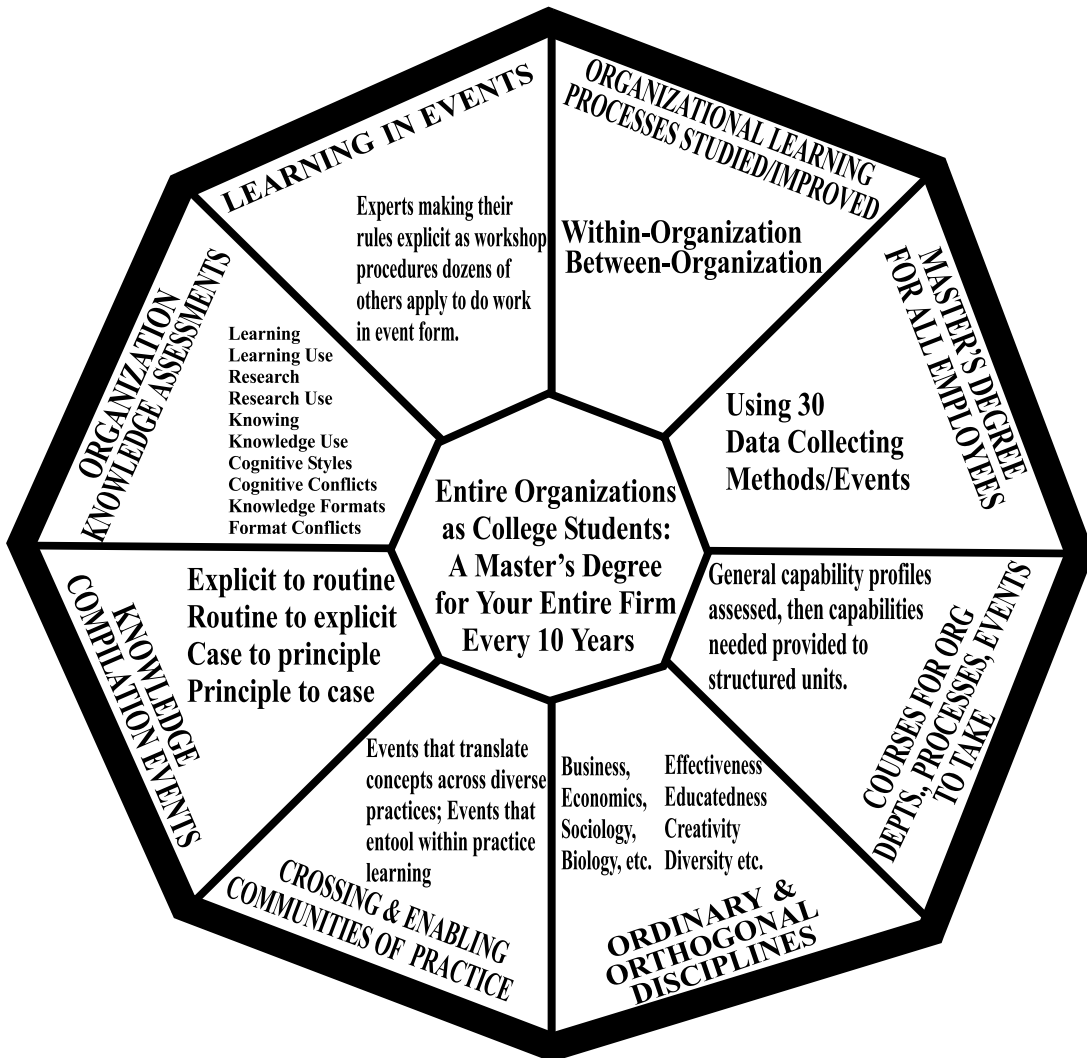 Entire Organizations
as College Students:
A Master's Degree
for Your Entire Firm
Every 10 Years
LEARNING IN EVENTS
Experts making their
rules explicit as workshop
procedures dozens of
others apply to do work
in event form.
ORGANIZATIONAL LEARNING
PROCESSES STUDIED/IMPROVED
Within-Organization
Between-Organization
MASTER'S DEGREE
FOR ALL EMPLOYEES
Using 30
Data Collecting
Methods/Events
General capability profiles
assessed, then capabilities
needed provided to
structured units.
COURSES FOR ORG
DEPTS., PROCESSES, EVENTS
TO TAKE
Business,
Economics,
Sociology,
Biology, etc.
Effectiveness
Educatedness
Creativity
Diversity etc.
ORDINARY &
ORTHOGONAL
DISCIPLINES
Events that translate
concepts across diverse
practices; Events that
entool within practice
learning
CROSSING & ENABLING
COMMUNITIES OF PRACTICE
Explicit to routine
Routine to explicit
Case to principle
Principle to case
KNOWLEDGE
COMPILATION EVENTS
ORGANIZATION
KNOWLEDGE ASSESSMENTS
Learning
Learning Use
Research
Research Use
Knowing
Knowledge Use
Cognitive Styles
Cognitive Conflicts
Knowledge Formats
Format Conflicts